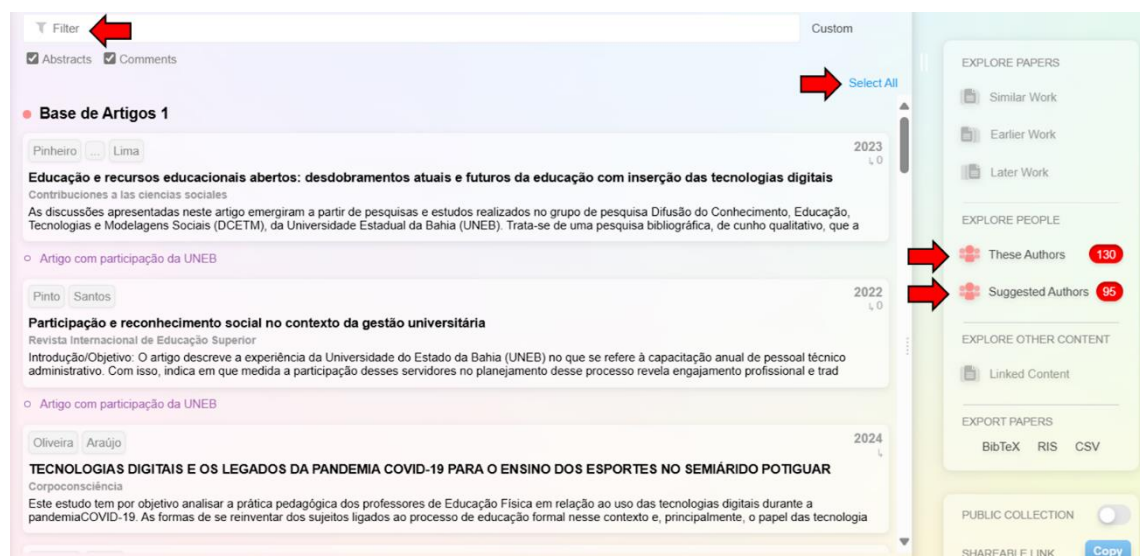 Filter
Custom
Abstracts Comments
Select All
Base de Artigos 1
Pinheiro ... Lima
2023
0
Educação e recursos educacionais abertos: desdobramentos atuais e futuros da educação com inserção das tecnologias digitais
Contribuciones a las ciencias sociales
As discussões apresentadas neste artigo emergiram a partir de pesquisas e estudos realizados no grupo de pesquisa Difusão do Conhecimento, Educação,
Tecnologias e Modelagens Sociais (DCETM), da Universidade Estadual da Bahia (UNEB). Trata-se de uma pesquisa bibliográfica, de cunho qualitativo, que a
Artigo com participação da UNEB
Pinto Santos
2022
0
Participação e reconhecimento social no contexto da gestão universitária
Revista Internacional de Educação Superior
Introdução/Objetivo: O artigo descreve a experiência da Universidade do Estado da Bahia (UNEB) no que se refere à capacitação anual de pessoal técnico
administrativo. Com isso, indica em que medida a participação desses servidores no planejamento desse processo revela engajamento profissional e trad
Artigo com participação da UNEB
Oliveira Araújo
2024
TECNOLOGIAS DIGITAIS E OS LEGADOS DA PANDEMIA COVID-19 PARA O ENSINO DOS ESPORTES NO SEMIÁRIDO POTIGUAR
Corpoconsciência
Este estudo tem por objetivo analisar a prática pedagógica dos professores de Educação Física em relação ao uso das tecnologias digitais durante a
pandemiaCOVID-19. As formas de se reinventar dos sujeitos ligados ao processo de educação formal nesse contexto e, principalmente, o papel das tecnologia
EXPLORE PAPERS
Similar Work
Earlier Work
Later Work
EXPLORE PEOPLE
These Authors 130
Suggested Authors 95
EXPLORE OTHER CONTENT
Linked Content
EXPORT PAPERS
BibTeX RIS CSV
PUBLIC COLLECTION
SHAREABLE LINK Copy